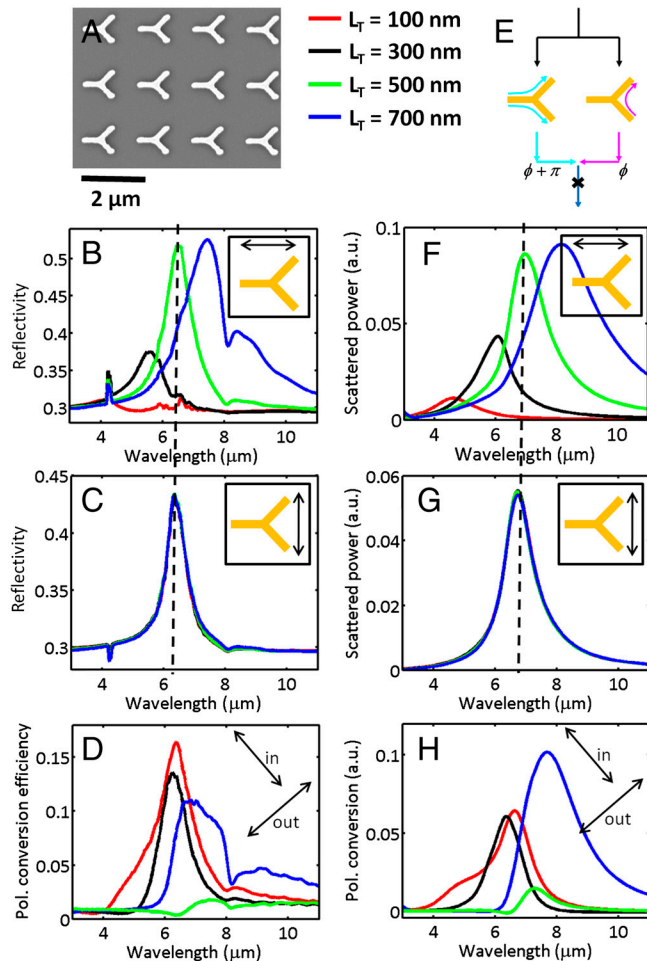 A
2 μm
L_T = 100 nm
L_T = 300 nm
L_T = 500 nm
L_T = 700 nm
E
ϕ + π
ϕ
B
Reflectivity
0.5
0.45
0.4
0.35
0.3
4 6 8 10
Wavelength (μm)
F
Scattered power (a.u.)
0.1
0.05
0
4 6 8 10
Wavelength (μm)
C
Reflectivity
0.45
0.4
0.35
0.3
4 6 8 10
Wavelength (μm)
G
Scattered power (a.u.)
0.06
0.04
0.02
0
4 6 8 10
Wavelength (μm)
D
in
out
Pol. conversion efficiency
0.15
0.1
0.05
0
4 6 8 10
Wavelength (μm)
H
in
out
Pol. conversion (a.u.)
0.1
0.05
0
4 6 8 10
Wavelength (μm)